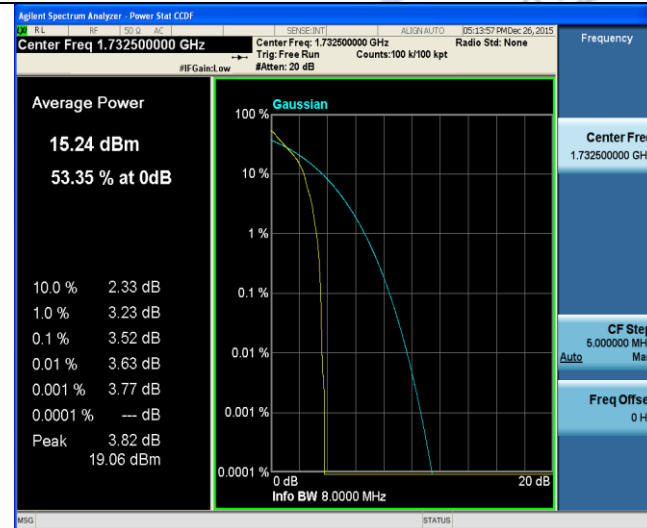 Agilent Spectrum Analyzer - Power Stat CCDF
RL RF 50 Ω AC SENSE:INT ALIGN AUTO 05:13:57 PM Dec 26, 2015
Center Freq 1.732500000 GHz
Center Freq: 1.732500000 GHz Radio Std: None
Trig: Free Run Counts:100 k/100 kpt
#IFGain:Low #Atten: 20 dB
Frequency
Average Power
15.24 dBm
53.35 % at 0dB
10.0 % 2.33 dB
1.0 % 3.23 dB
0.1 % 3.52 dB
0.01 % 3.63 dB
0.001 % 3.77 dB
0.0001 % --- dB
Peak 3.82 dB
19.06 dBm
Gaussian
100 %
10 %
1 %
0.1 %
0.01 %
0.001 %
0.0001 %
0 dB 20 dB
Info BW 8.0000 MHz
Center Fre
1.732500000 GH
CF Step
5.000000 MH
Auto Ma
Freq Offse
0 H
MSG STATUS